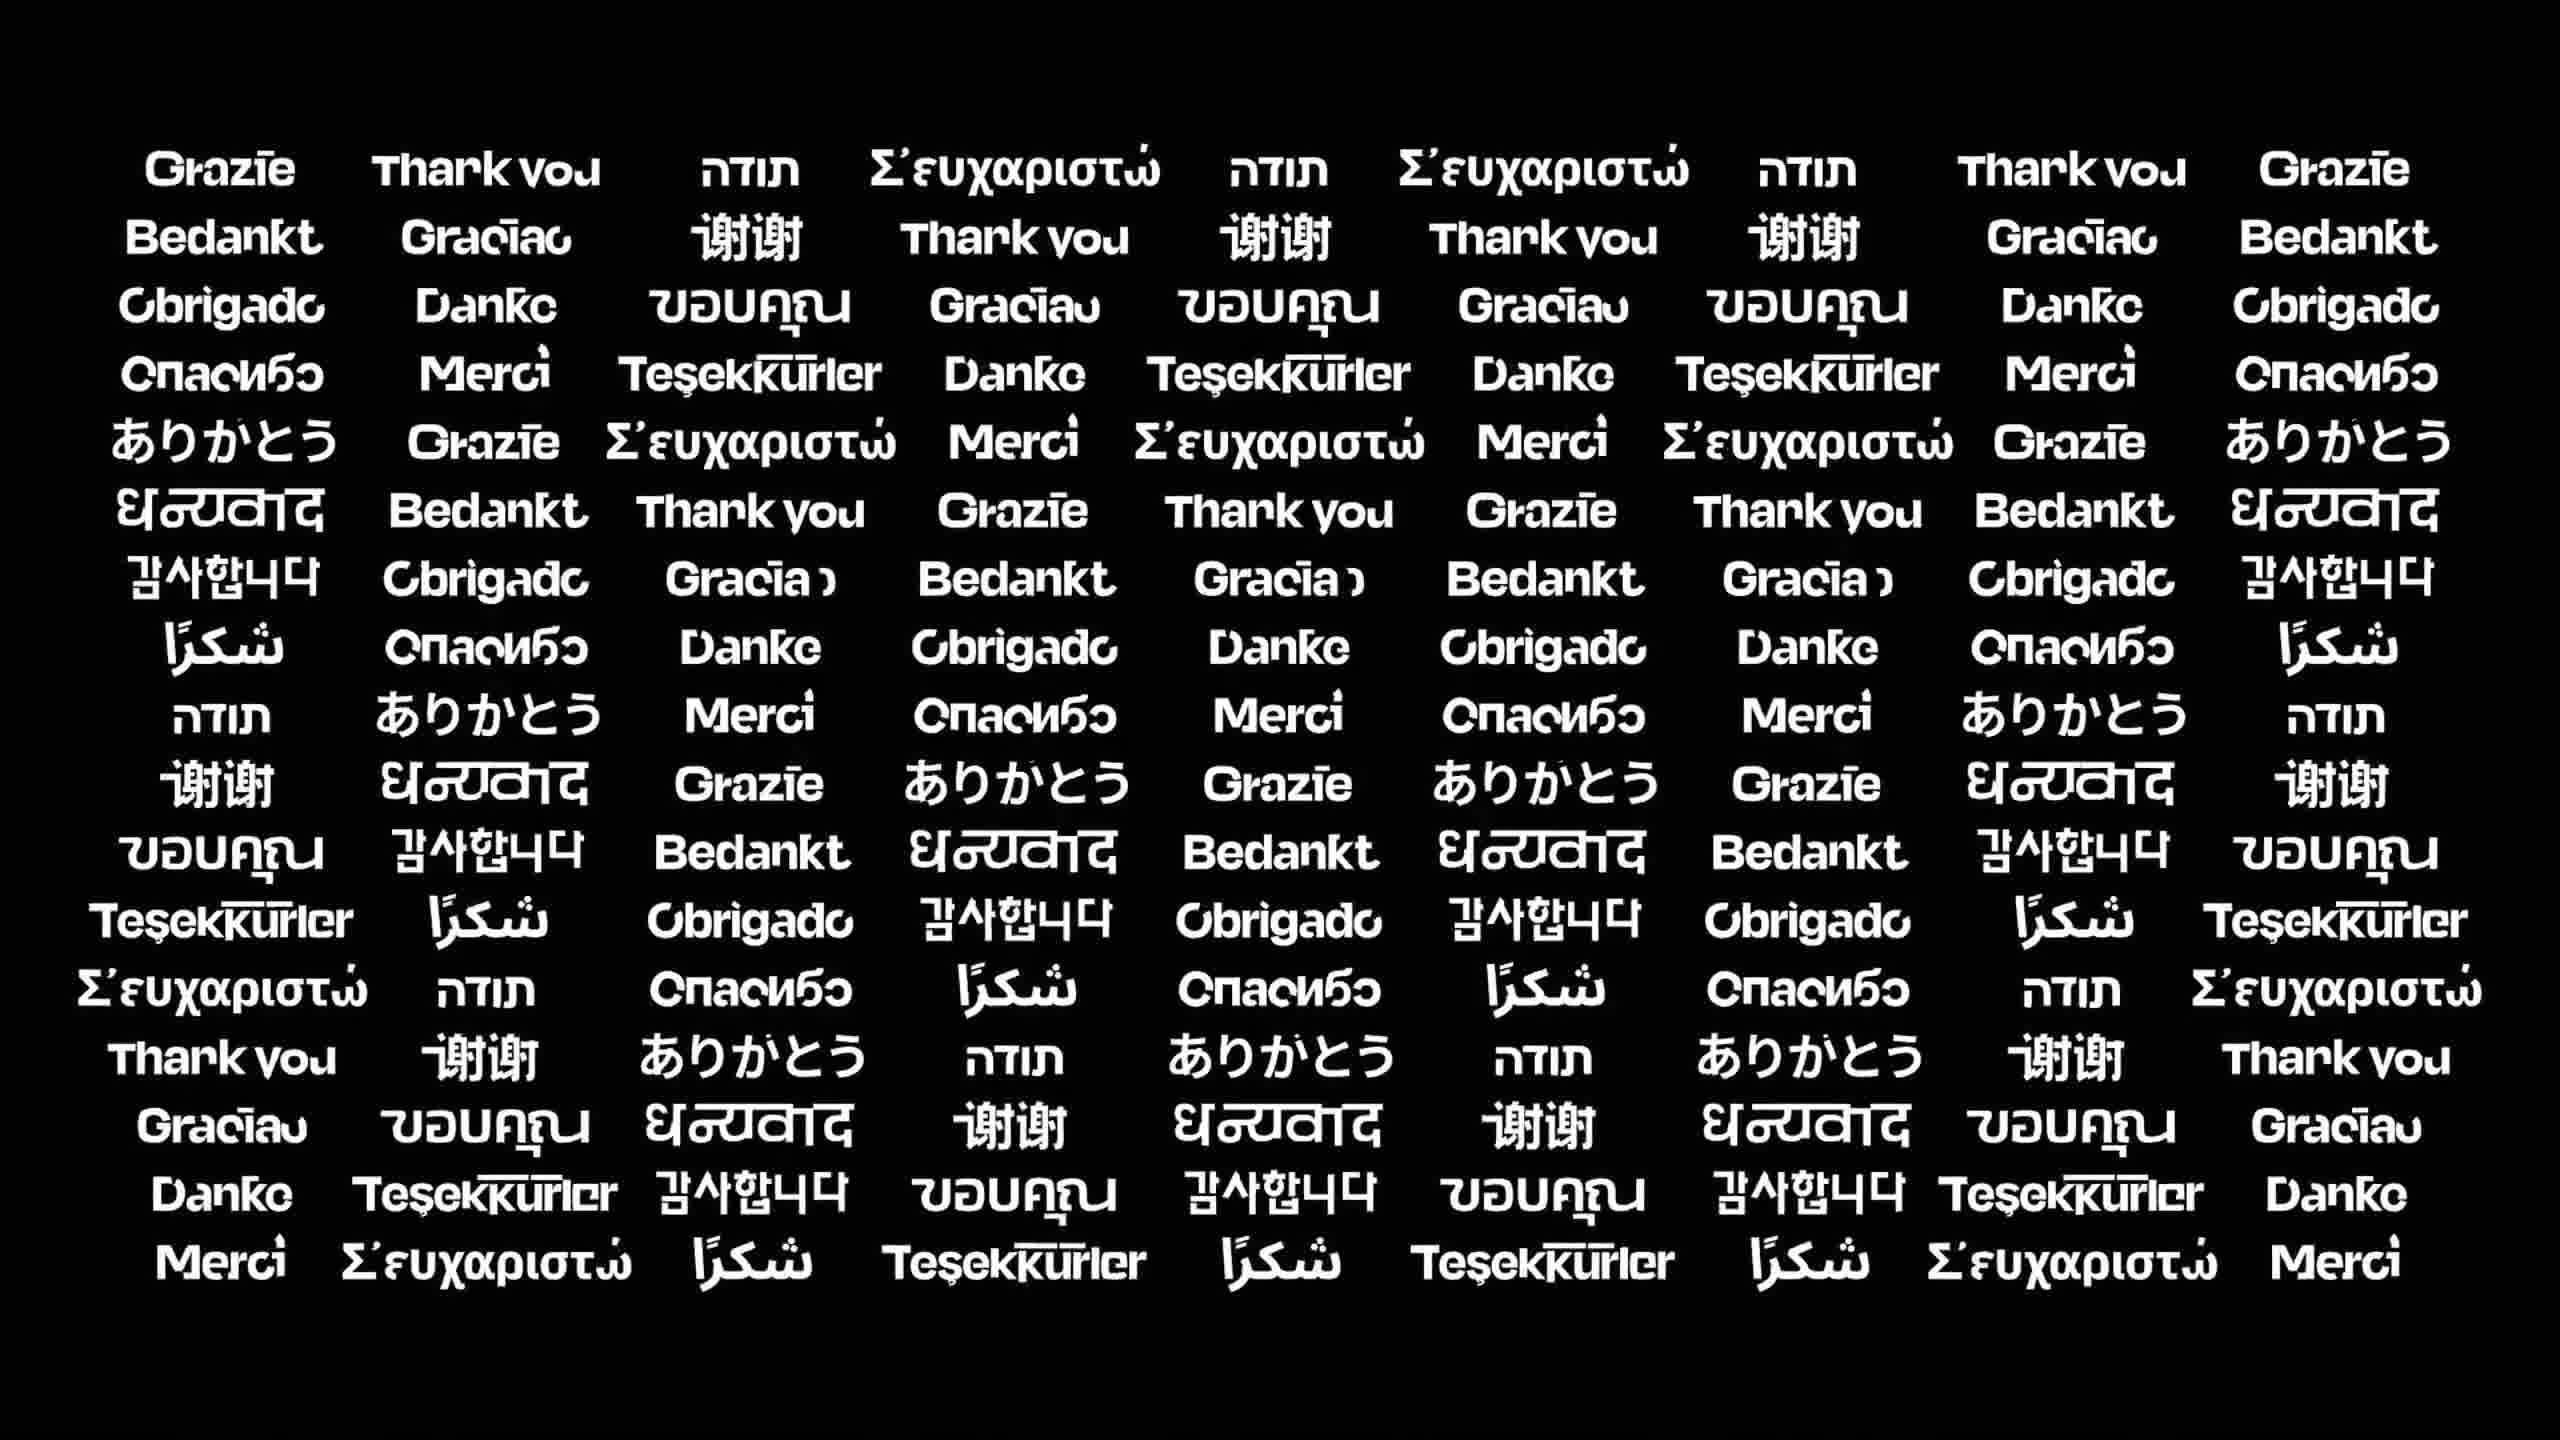 Grazie Thank you תודה Σ'ευχαριστώ תודה Σ'ευχαριστώ תודה Thank you Grazie
Bedankt Gracias 谢谢 Thank you 谢谢 Thank you 谢谢 Gracias Bedankt
Obrigado Danke ขอบคุณ Gracias ขอบคุณ Gracias ขอบคุณ Danke Obrigado
Спасибо Merci Teşekkürler Danke Teşekkürler Danke Teşekkürler Merci Спасибо
ありがとう Grazie Σ'ευχαριστώ Merci Σ'ευχαριστώ Merci Σ'ευχαριστώ Grazie ありがとう
धन्यवाद Bedankt Thank you Grazie Thank you Grazie Thank you Bedankt धन्यवाद
감사합니다 Obrigado Gracias Bedankt Gracias Bedankt Gracias Obrigado 감사합니다
شكرًا Спасибо Danke Obrigado Danke Obrigado Danke Спасибо شكرًا
תודה ありがとう Merci Спасибо Merci Спасибо Merci ありがとう תודה
谢谢 धन्यवाद Grazie ありがとう Grazie ありがとう Grazie धन्यवाद 谢谢
ขอบคุณ 감사합니다 Bedankt धन्यवाद Bedankt धन्यवाद Bedankt 감사합니다 ขอบคุณ
Teşekkürler شكرًا Obrigado 감사합니다 Obrigado 감사합니다 Obrigado شكرًا Teşekkürler
Σ'ευχαριστώ תודה Спасибо شكرًا Спасибо شكرًا Спасибо תודה Σ'ευχαριστώ
Thank you 谢谢 ありがとう תודה ありがとう תודה ありがとう 谢谢 Thank you
Gracias ขอบคุณ धन्यवाद 谢谢 धन्यवाद 谢谢 धन्यवाद ขอบคุณ Gracias
Danke Teşekkürler 감사합니다 ขอบคุณ 감사합니다 ขอบคุณ 감사합니다 Teşekkürler Danke
Merci Σ'ευχαριστώ شكرًا Teşekkürler شكرًا Teşekkürler شكرًا Σ'ευχαριστώ Merci